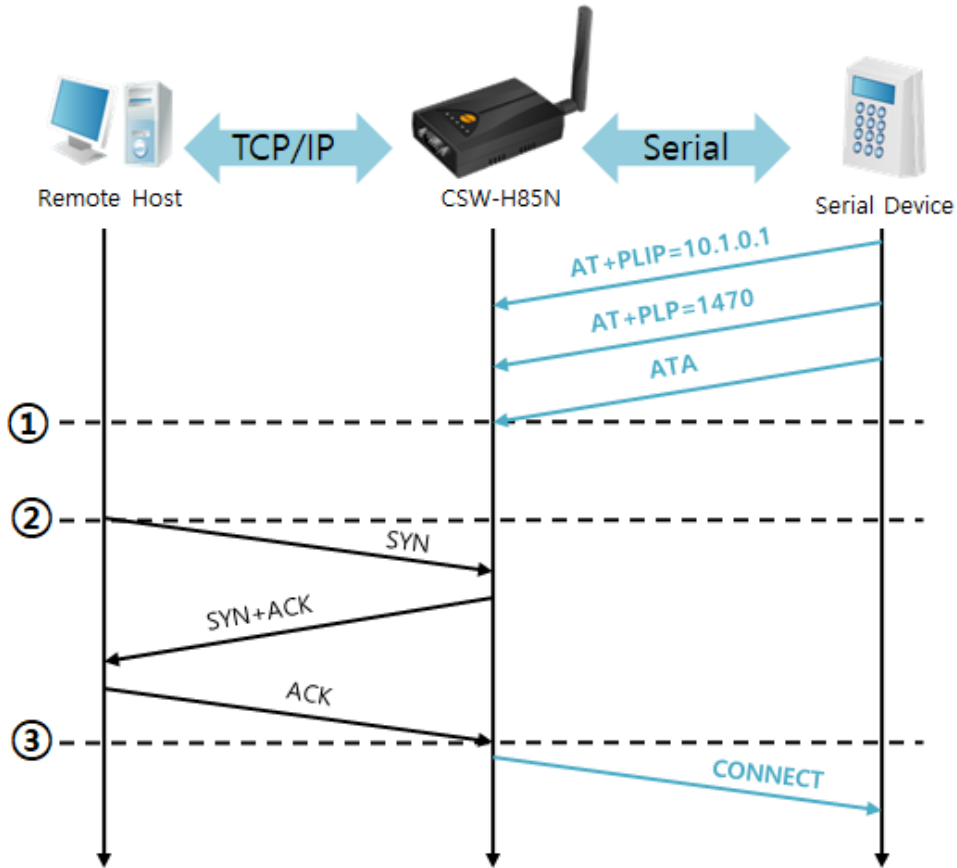 TCP/IP
Serial
Remote Host
CSW-H85N
Serial Device
AT+PLIP=10.1.0.1
AT+PLP=1470
ATA
①
②
SYN
SYN+ACK
ACK
③
CONNECT